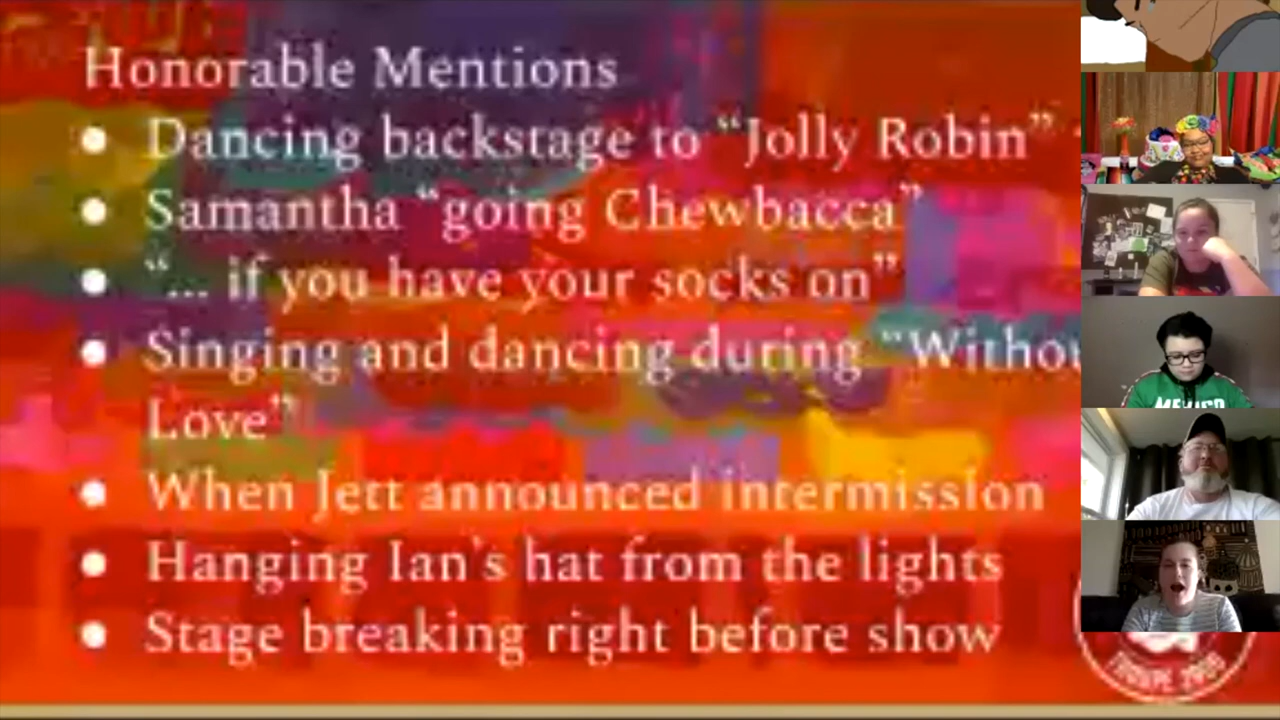 Honorable Mentions
● Dancing backstage to “Jolly Robin”
● Samantha “going Chewbacca”
● “... if you have your socks on”
● Singing and dancing during “Withou
Love”
● When Jett announced intermission
● Hanging Ian's hat from the lights
● Stage breaking right before show
MEXICO
TROUPE